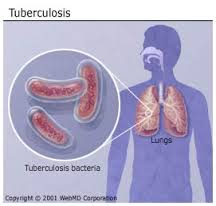 Tuberculosis
Lungs
Tuberculosis bacteria
Copyright © 2001 WebMD Corporation